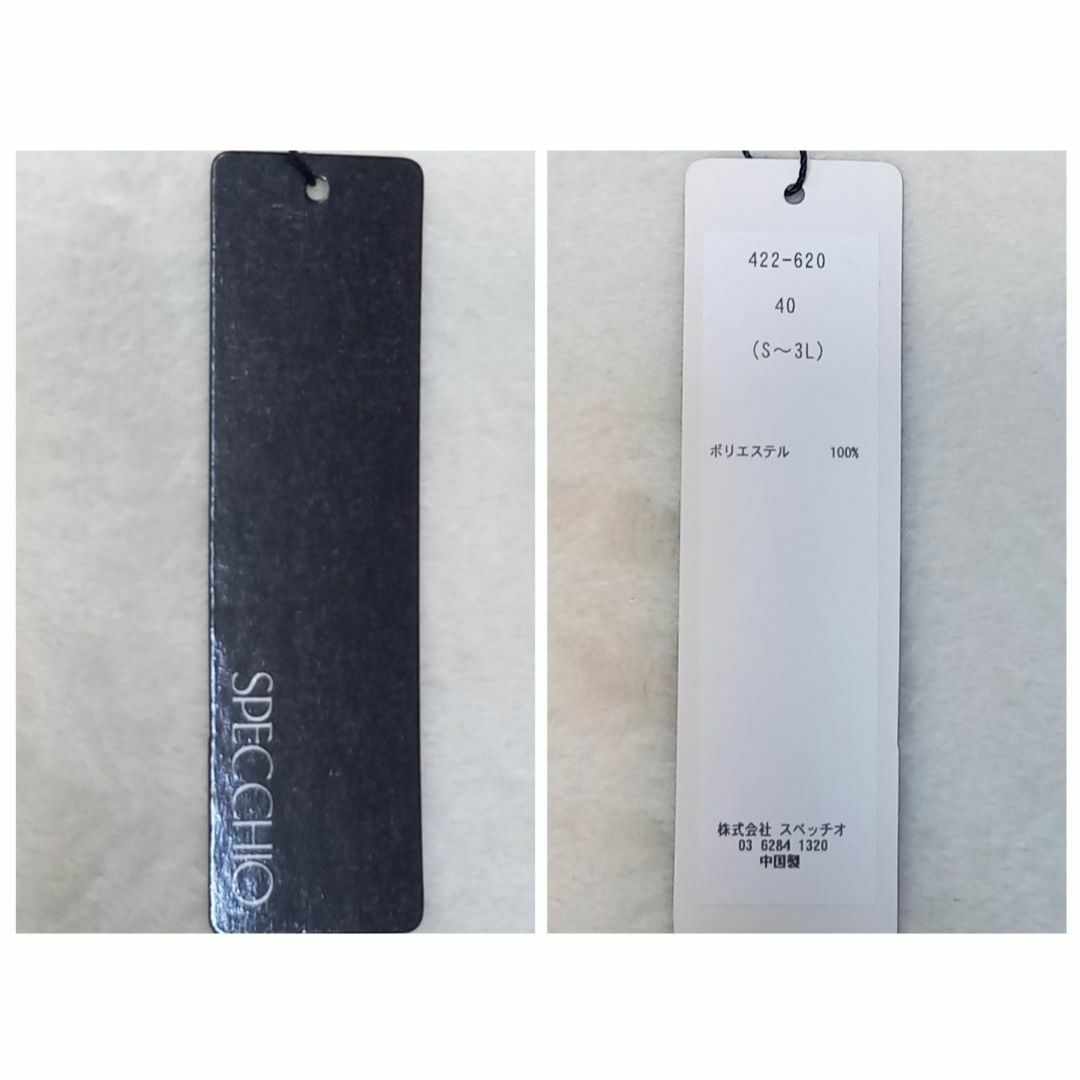 SPECCHIO
422-620
40
(S～3L)
ポリエステル 100%
株式会社 スペッチオ
03 6284 1320
中国製